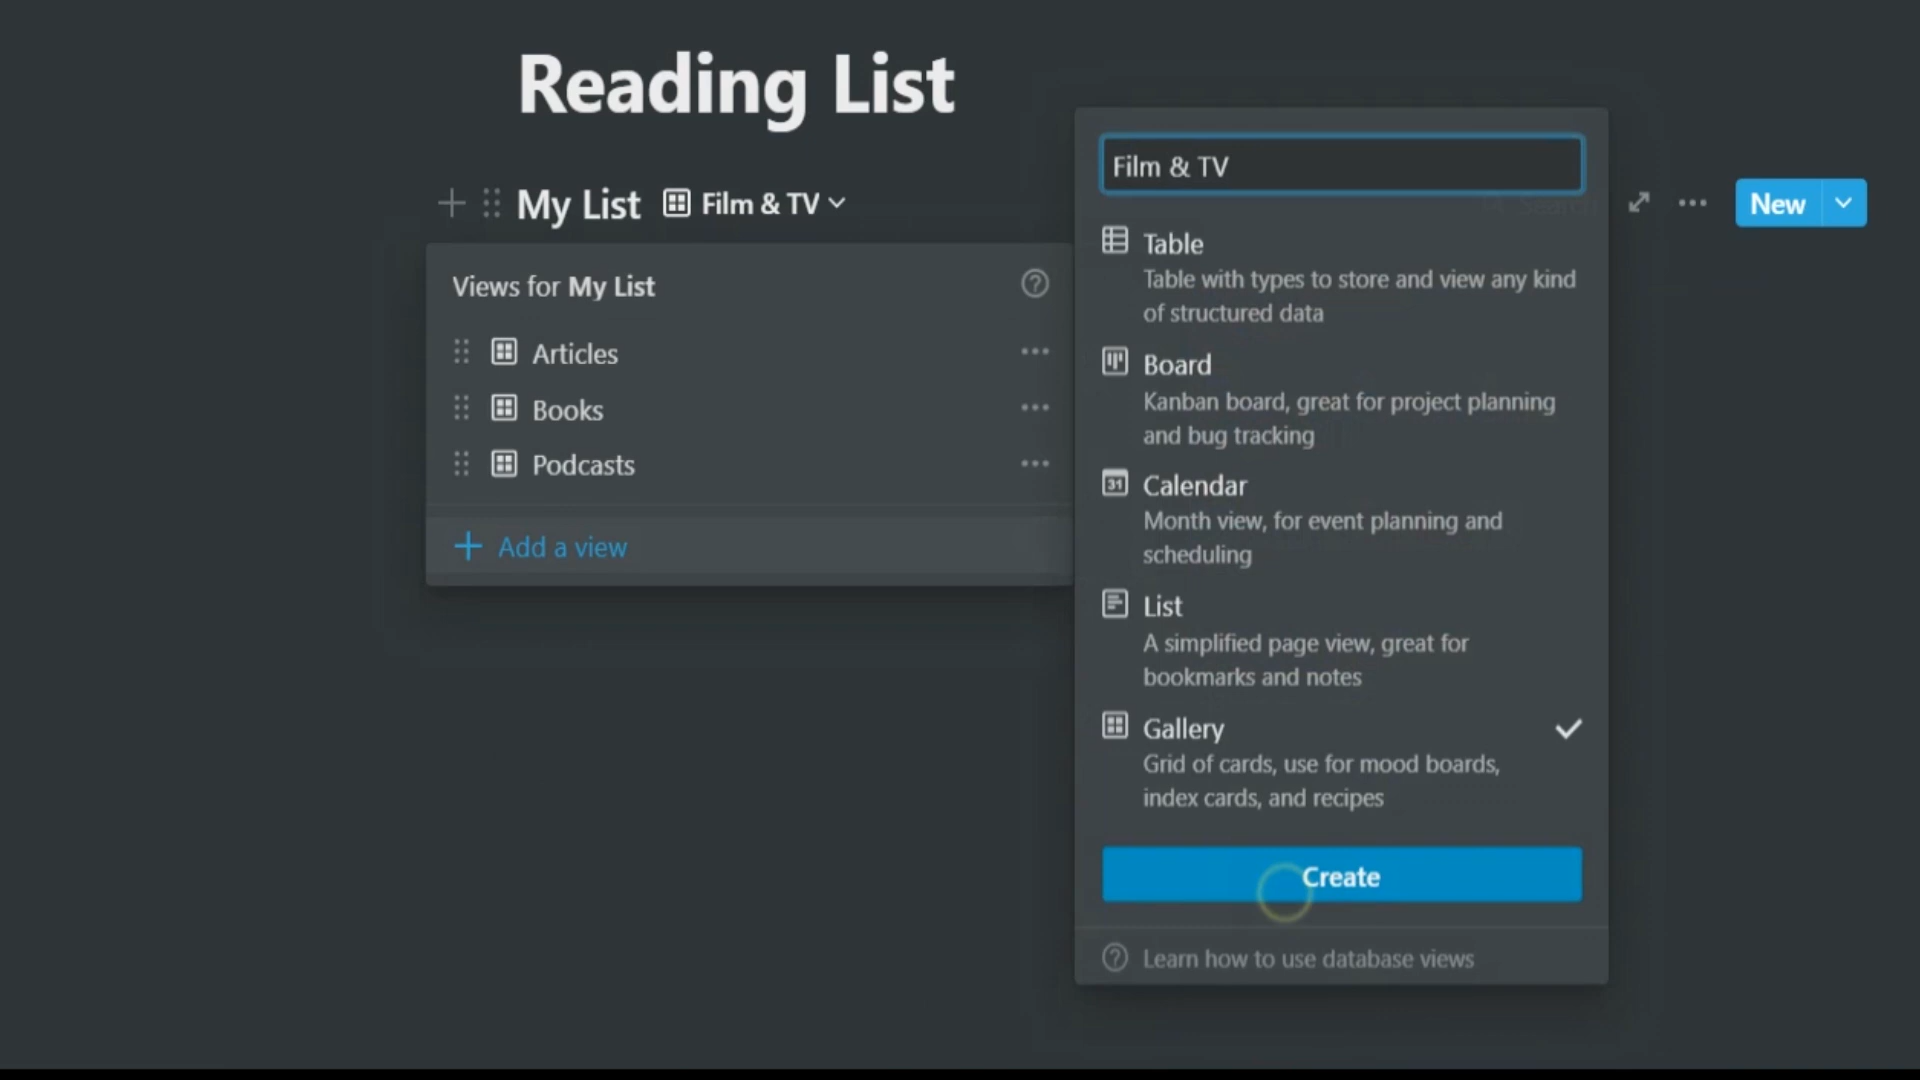 Reading List
My List Film & TV
Search
New
Views for My List
Articles
Books
Podcasts
Add a view
Film & TV
Table
Table with types to store and view any kind
of structured data
Board
Kanban board, great for project planning
and bug tracking
31 Calendar
Month view, for event planning and
scheduling
List
A simplified page view, great for
bookmarks and notes
Gallery
Grid of cards, use for mood boards,
index cards, and recipes
Create
Learn how to use database views